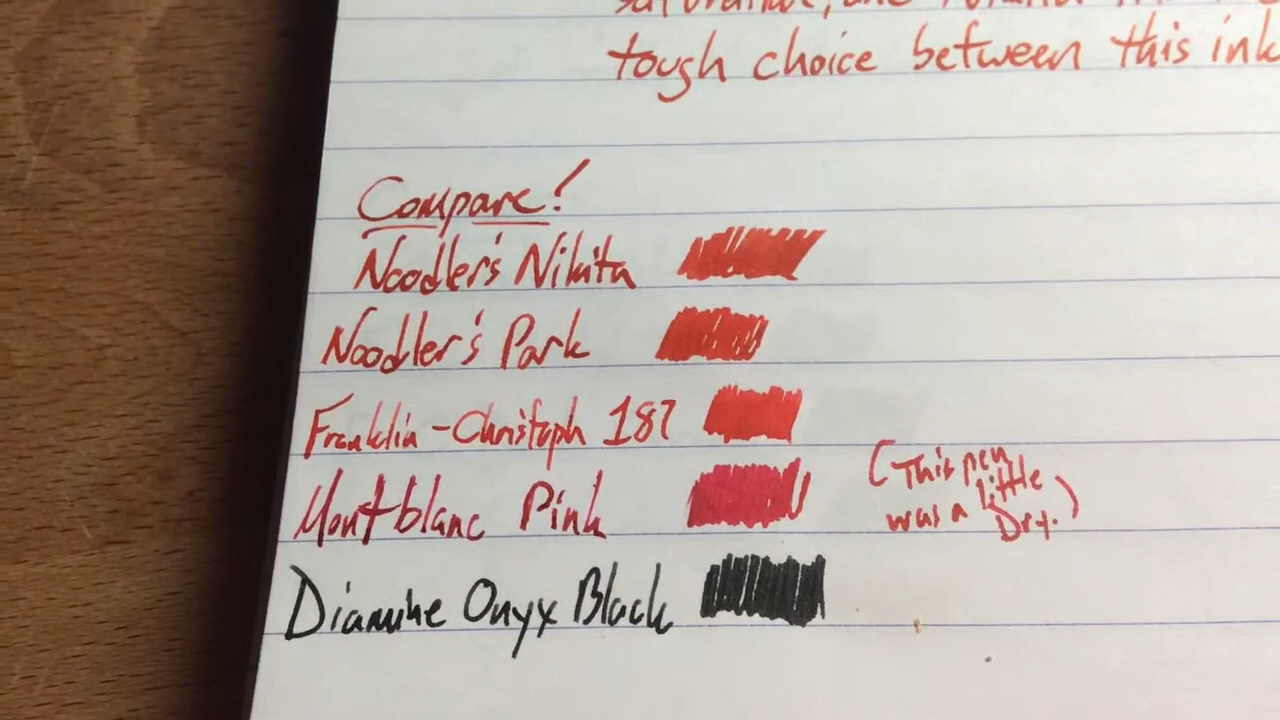 tough choice between this ink
Compare!
Noodler's Nikita
Noodler's Park
Franklin-Christoph 187
Montblanc Pink
(This pen
was a little
Dry.)
Diamine Onyx Black